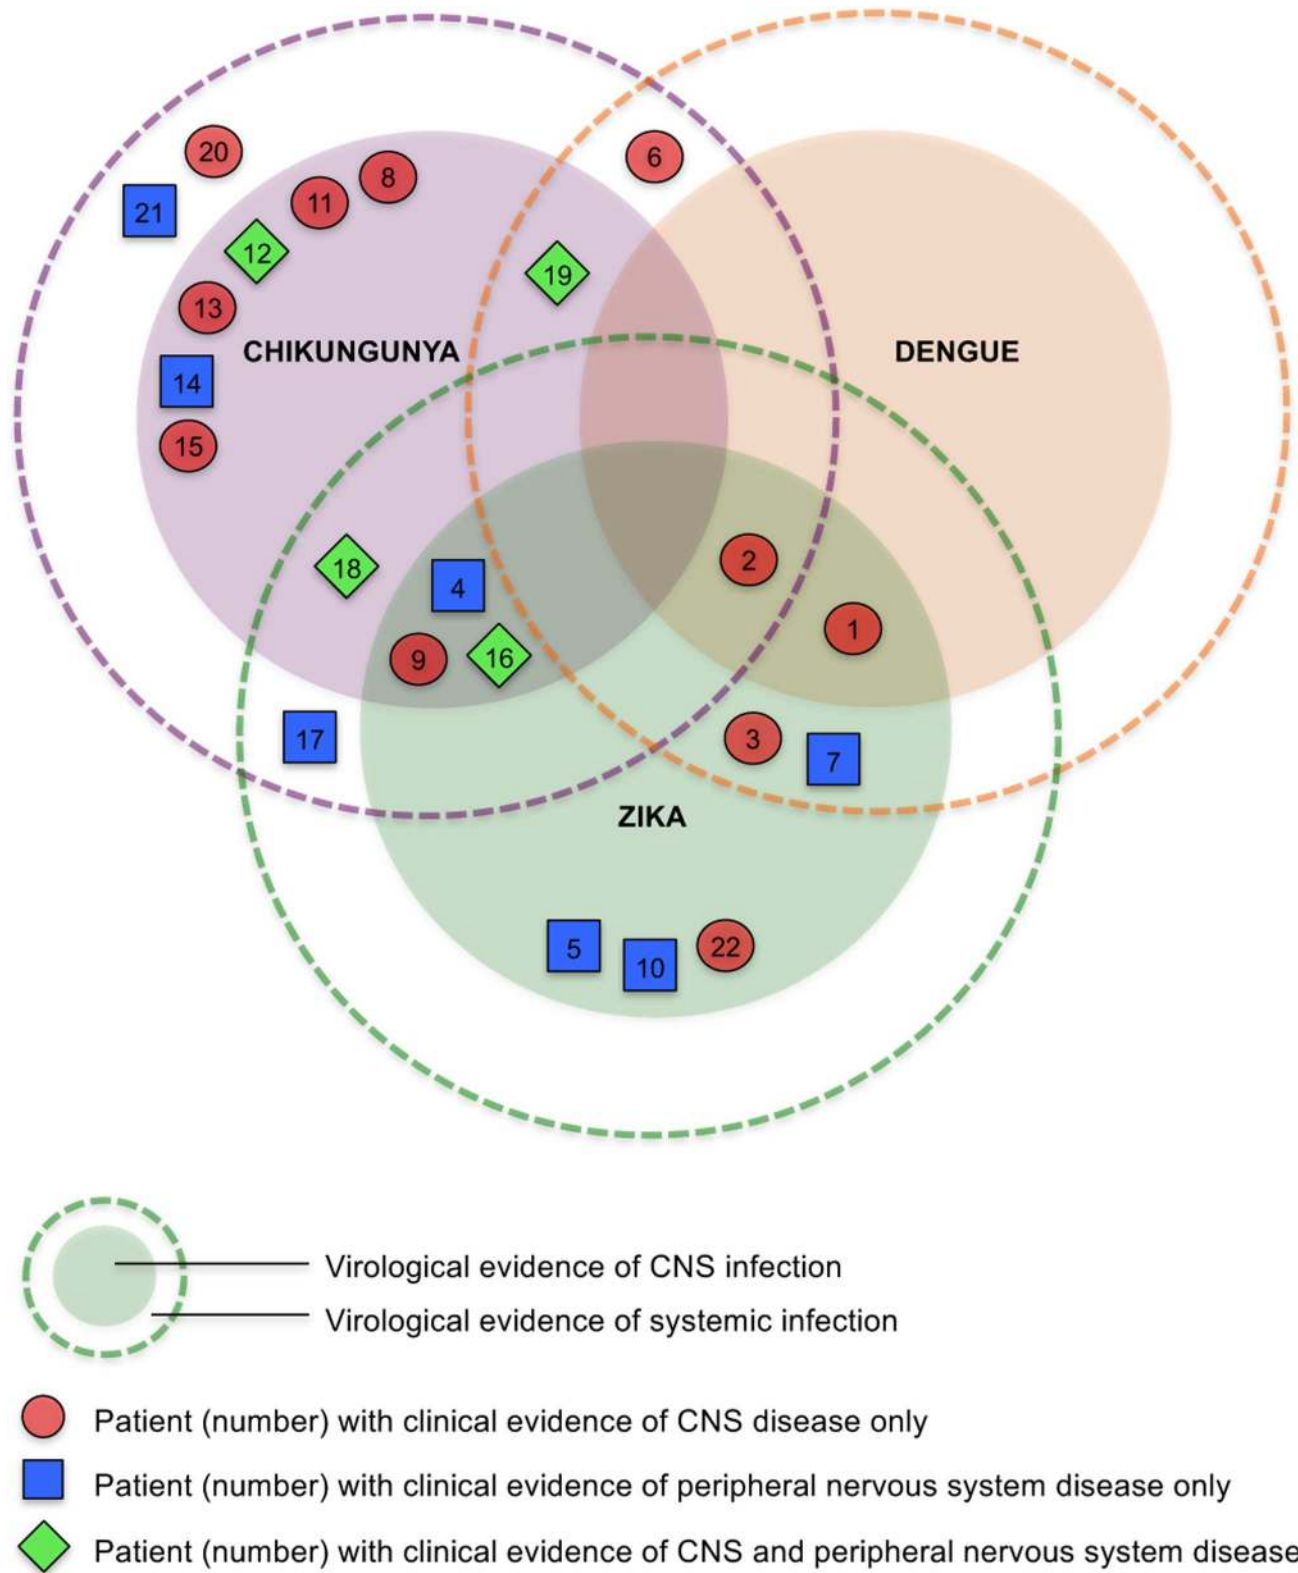 20
6
8
11
21
12
19
13
CHIKUNGUNYA
DENGUE
14
15
2
18
4
1
9
16
17
3
7
ZIKA
5
10
22
Virological evidence of CNS infection
Virological evidence of systemic infection
Patient (number) with clinical evidence of CNS disease only
Patient (number) with clinical evidence of peripheral nervous system disease only
Patient (number) with clinical evidence of CNS and peripheral nervous system disease